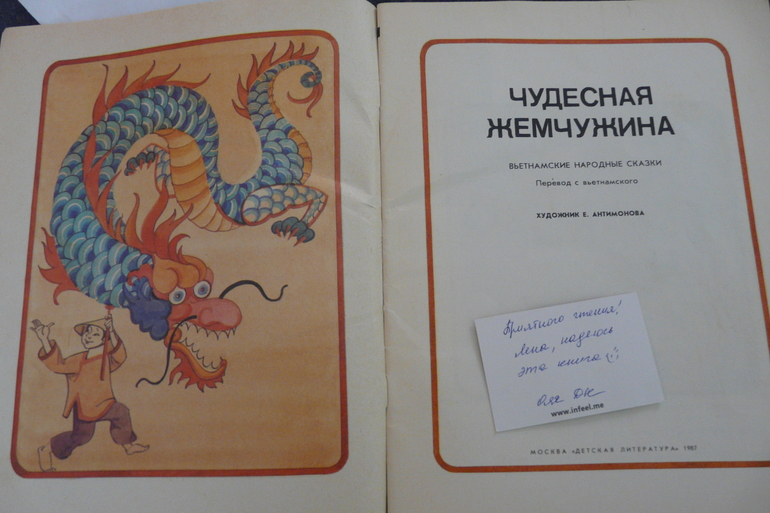 ЧУДЕСНАЯ
ЖЕМЧУЖИНА
ВЬЕТНАМСКИЕ НАРОДНЫЕ СКАЗКИ
Перевод с вьетнамского
ХУДОЖНИК Е. АНТИМОНОВА
Приятного чтения!
Лена, надеюсь
эта книга :)
www.infeel.me
МОСКВА «ДЕТСКАЯ ЛИТЕРАТУРА» 1987